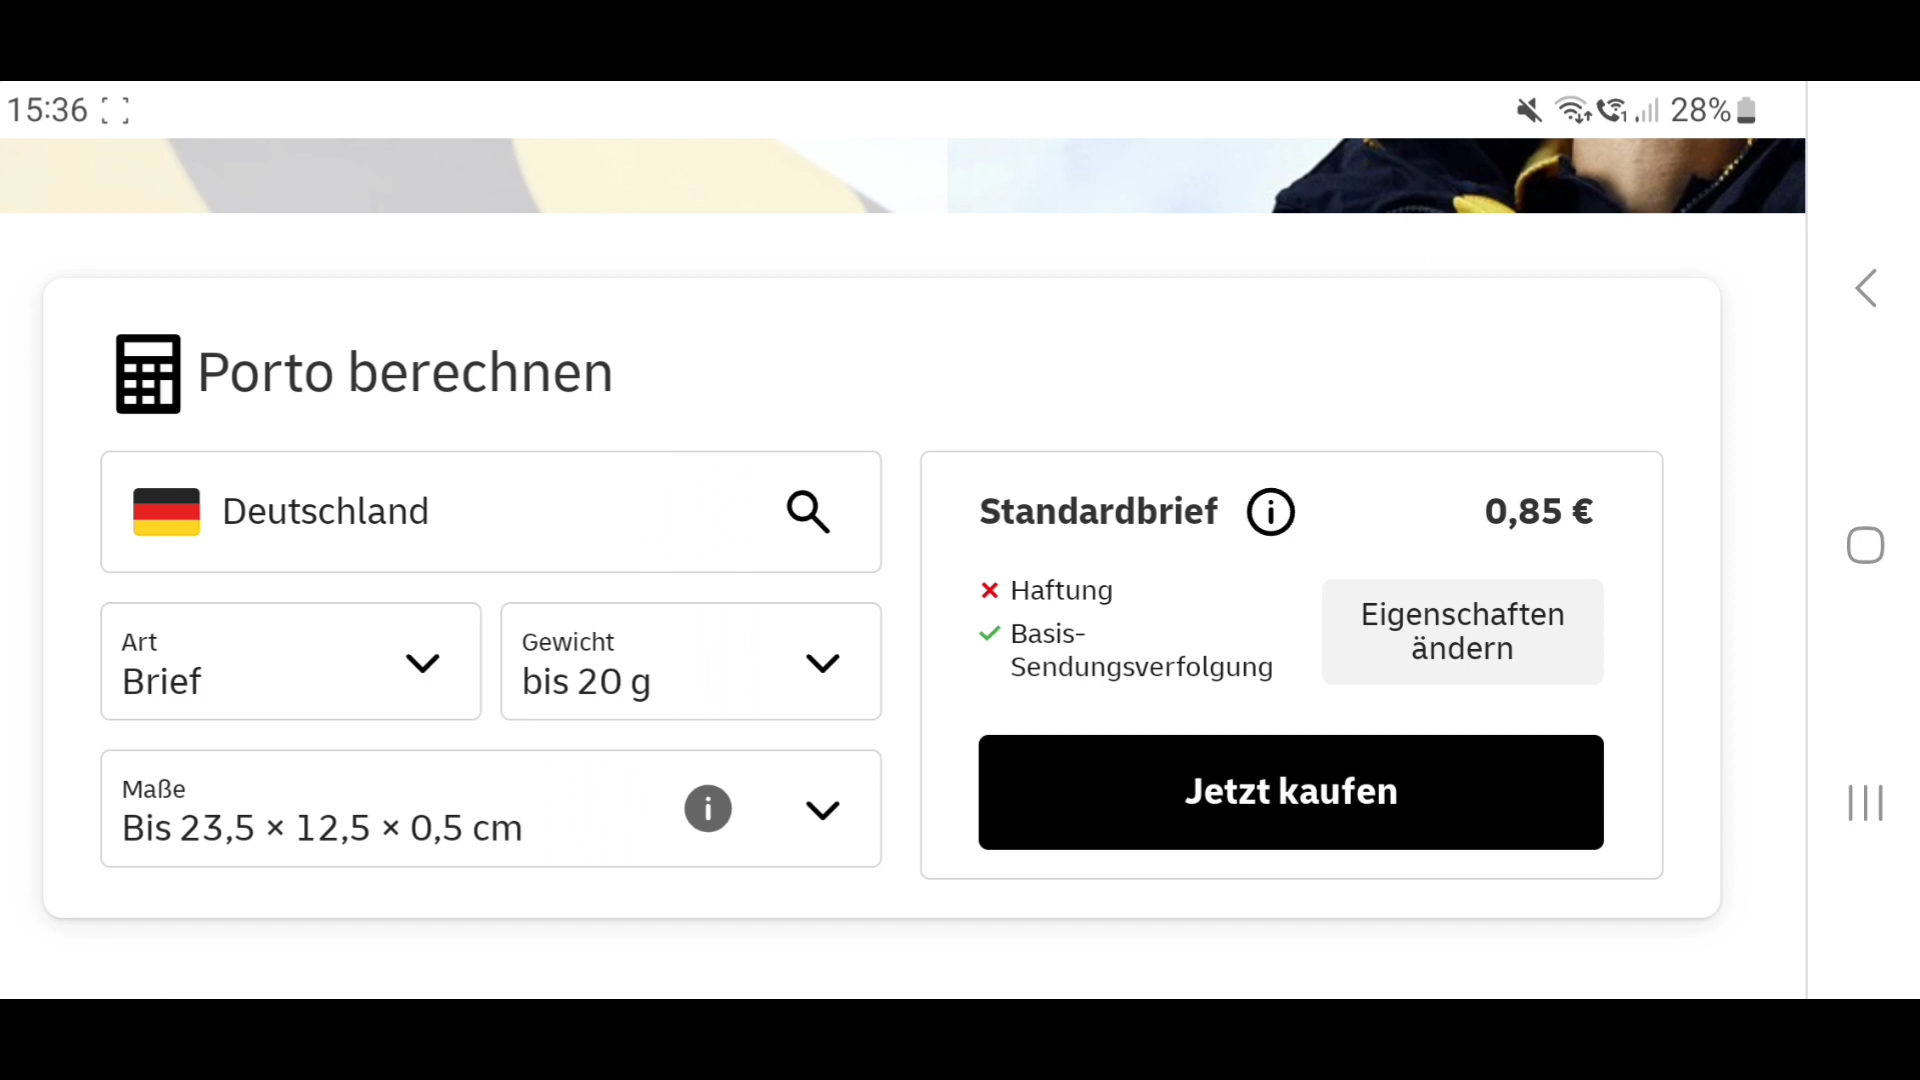 15:36
28%
Porto berechnen
Deutschland
Art
Brief
Gewicht
bis 20 g
Maße
Bis 23,5 × 12,5 × 0,5 cm
Standardbrief
0,85 €
Haftung
Basis-
Sendungsverfolgung
Eigenschaften
ändern
Jetzt kaufen